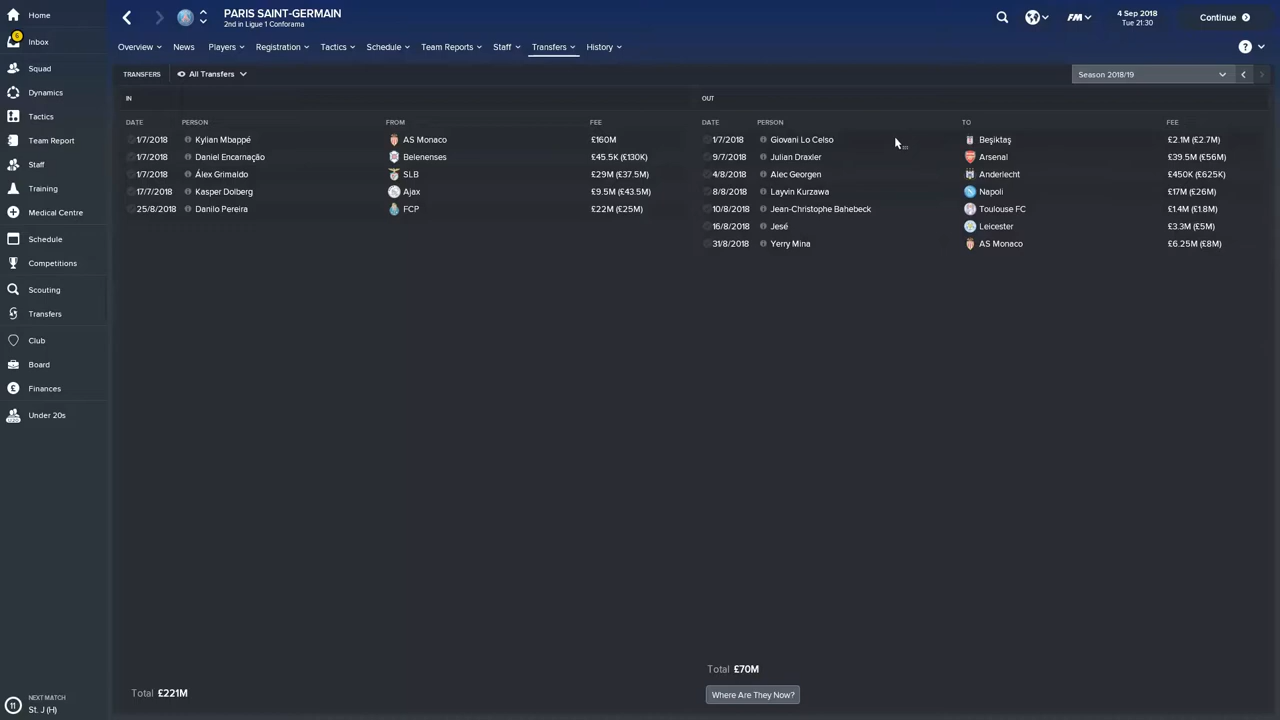 Home
6
Inbox
Squad
Dynamics
Tactics
Team Report
Staff
Training
Medical Centre
Schedule
Competitions
Scouting
Transfers
Club
Board
£ Finances
Under 20s
11 NEXT MATCH
St. J (H)
PARIS SAINT-GERMAIN
2nd in Ligue 1 Conforama
FM
4 Sep 2018
Tue 21:30
Continue
Overview News Players Registration Tactics Schedule Team Reports Staff Transfers History ?
TRANSFERS All Transfers Season 2018/19
IN
DATE PERSON FROM FEE
1/7/2018 Kylian Mbappé AS Monaco £160M
1/7/2018 Daniel Encarnação Belenenses £45.5K (£130K)
1/7/2018 Álex Grimaldo SLB £29M (£37.5M)
17/7/2018 Kasper Dolberg Ajax £9.5M (£43.5M)
25/8/2018 Danilo Pereira FCP £22M (£25M)
Total £221M
OUT
DATE PERSON TO FEE
1/7/2018 Giovani Lo Celso Beşiktaş £2.1M (£2.7M)
9/7/2018 Julian Draxler Arsenal £39.5M (£56M)
4/8/2018 Alec Georgen Anderlecht £450K (£625K)
8/8/2018 Layvin Kurzawa Napoli £17M (£26M)
10/8/2018 Jean-Christophe Bahebeck Toulouse FC £1.4M (£1.8M)
16/8/2018 Jesé Leicester £3.3M (£5M)
31/8/2018 Yerry Mina AS Monaco £6.25M (£8M)
Total £70M
Where Are They Now?